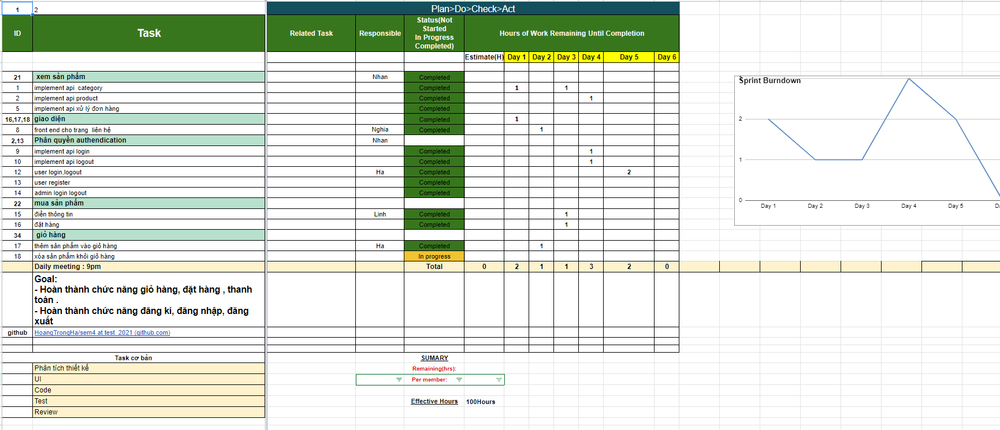 1 2 Plan>Do>Check>Act
ID Task Related Task Responsible Status(Not Started In Progress Completed) Hours of Work Remaining Until Completion
Estimate(H) Day 1 Day 2 Day 3 Day 4 Day 5 Day 6
21 xem sản phẩm Nhan Completed
1 implement api category Completed 1 1
2 implement api product Completed 1
5 implement api xử lý đơn hàng Completed
16,17,18 giao diện Completed 1
8 front end cho trang liên hệ Nghia Completed 1
2,13 Phân quyền authendication Nhan
9 implement api login Completed 1
10 implement api logout Completed 1
12 user login,logout Ha Completed 2
13 user register Completed
14 admin login logout Completed
22 mua sản phẩm
15 điền thông tin Linh Completed 1
16 đặt hàng Completed 1
34 giỏ hàng
17 thêm sản phẩm vào giỏ hàng Ha Completed 1
18 xóa sản phẩm khỏi giỏ hàng In progress
Daily meeting : 9pm Total 0 2 1 1 3 2 0
Goal:
- Hoàn thành chức năng giỏ hàng, đặt hàng , thanh
toán .
- Hoàn thành chức năng đăng kí, đăng nhập, đăng
xuất
github HoangTrongHa/sem4 at test_2021 (github.com)
Task cơ bản SUMARY
Phân tích thiết kế Remaining(hrs):
UI Per member:
Code
Test Effective Hours 100Hours
Review
Sprint Burndown
2
1
0
Day 1 Day 2 Day 3 Day 4 Day 5